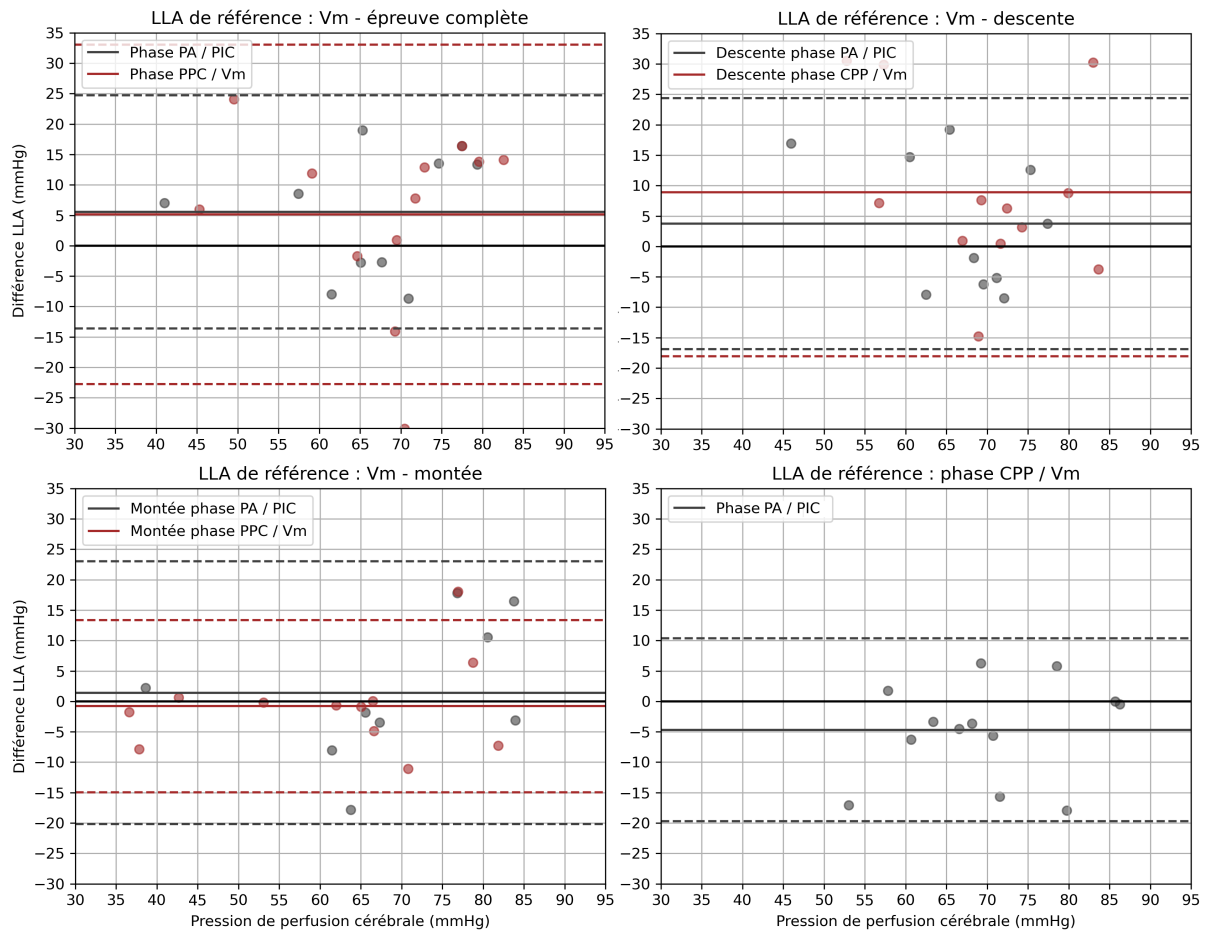 LLA de référence : Vm - épreuve complète
Phase PA / PIC
Phase PPC / Vm
Différence LLA (mmHg)
35
30
25
20
15
10
5
0
−5
−10
−15
−20
−25
−30
30 35 40 45 50 55 60 65 70 75 80 85 90 95
LLA de référence : Vm - descente
Descente phase PA / PIC
Descente phase CPP / Vm
35
30
25
20
15
10
5
0
−5
−10
−15
−20
−25
−30
30 35 40 45 50 55 60 65 70 75 80 85 90 95
LLA de référence : Vm - montée
Montée phase PA / PIC
Montée phase PPC / Vm
Différence LLA (mmHg)
35
30
25
20
15
10
5
0
−5
−10
−15
−20
−25
−30
30 35 40 45 50 55 60 65 70 75 80 85 90 95
Pression de perfusion cérébrale (mmHg)
LLA de référence : phase CPP / Vm
Phase PA / PIC
35
30
25
20
15
10
5
0
−5
−10
−15
−20
−25
−30
30 35 40 45 50 55 60 65 70 75 80 85 90 95
Pression de perfusion cérébrale (mmHg)